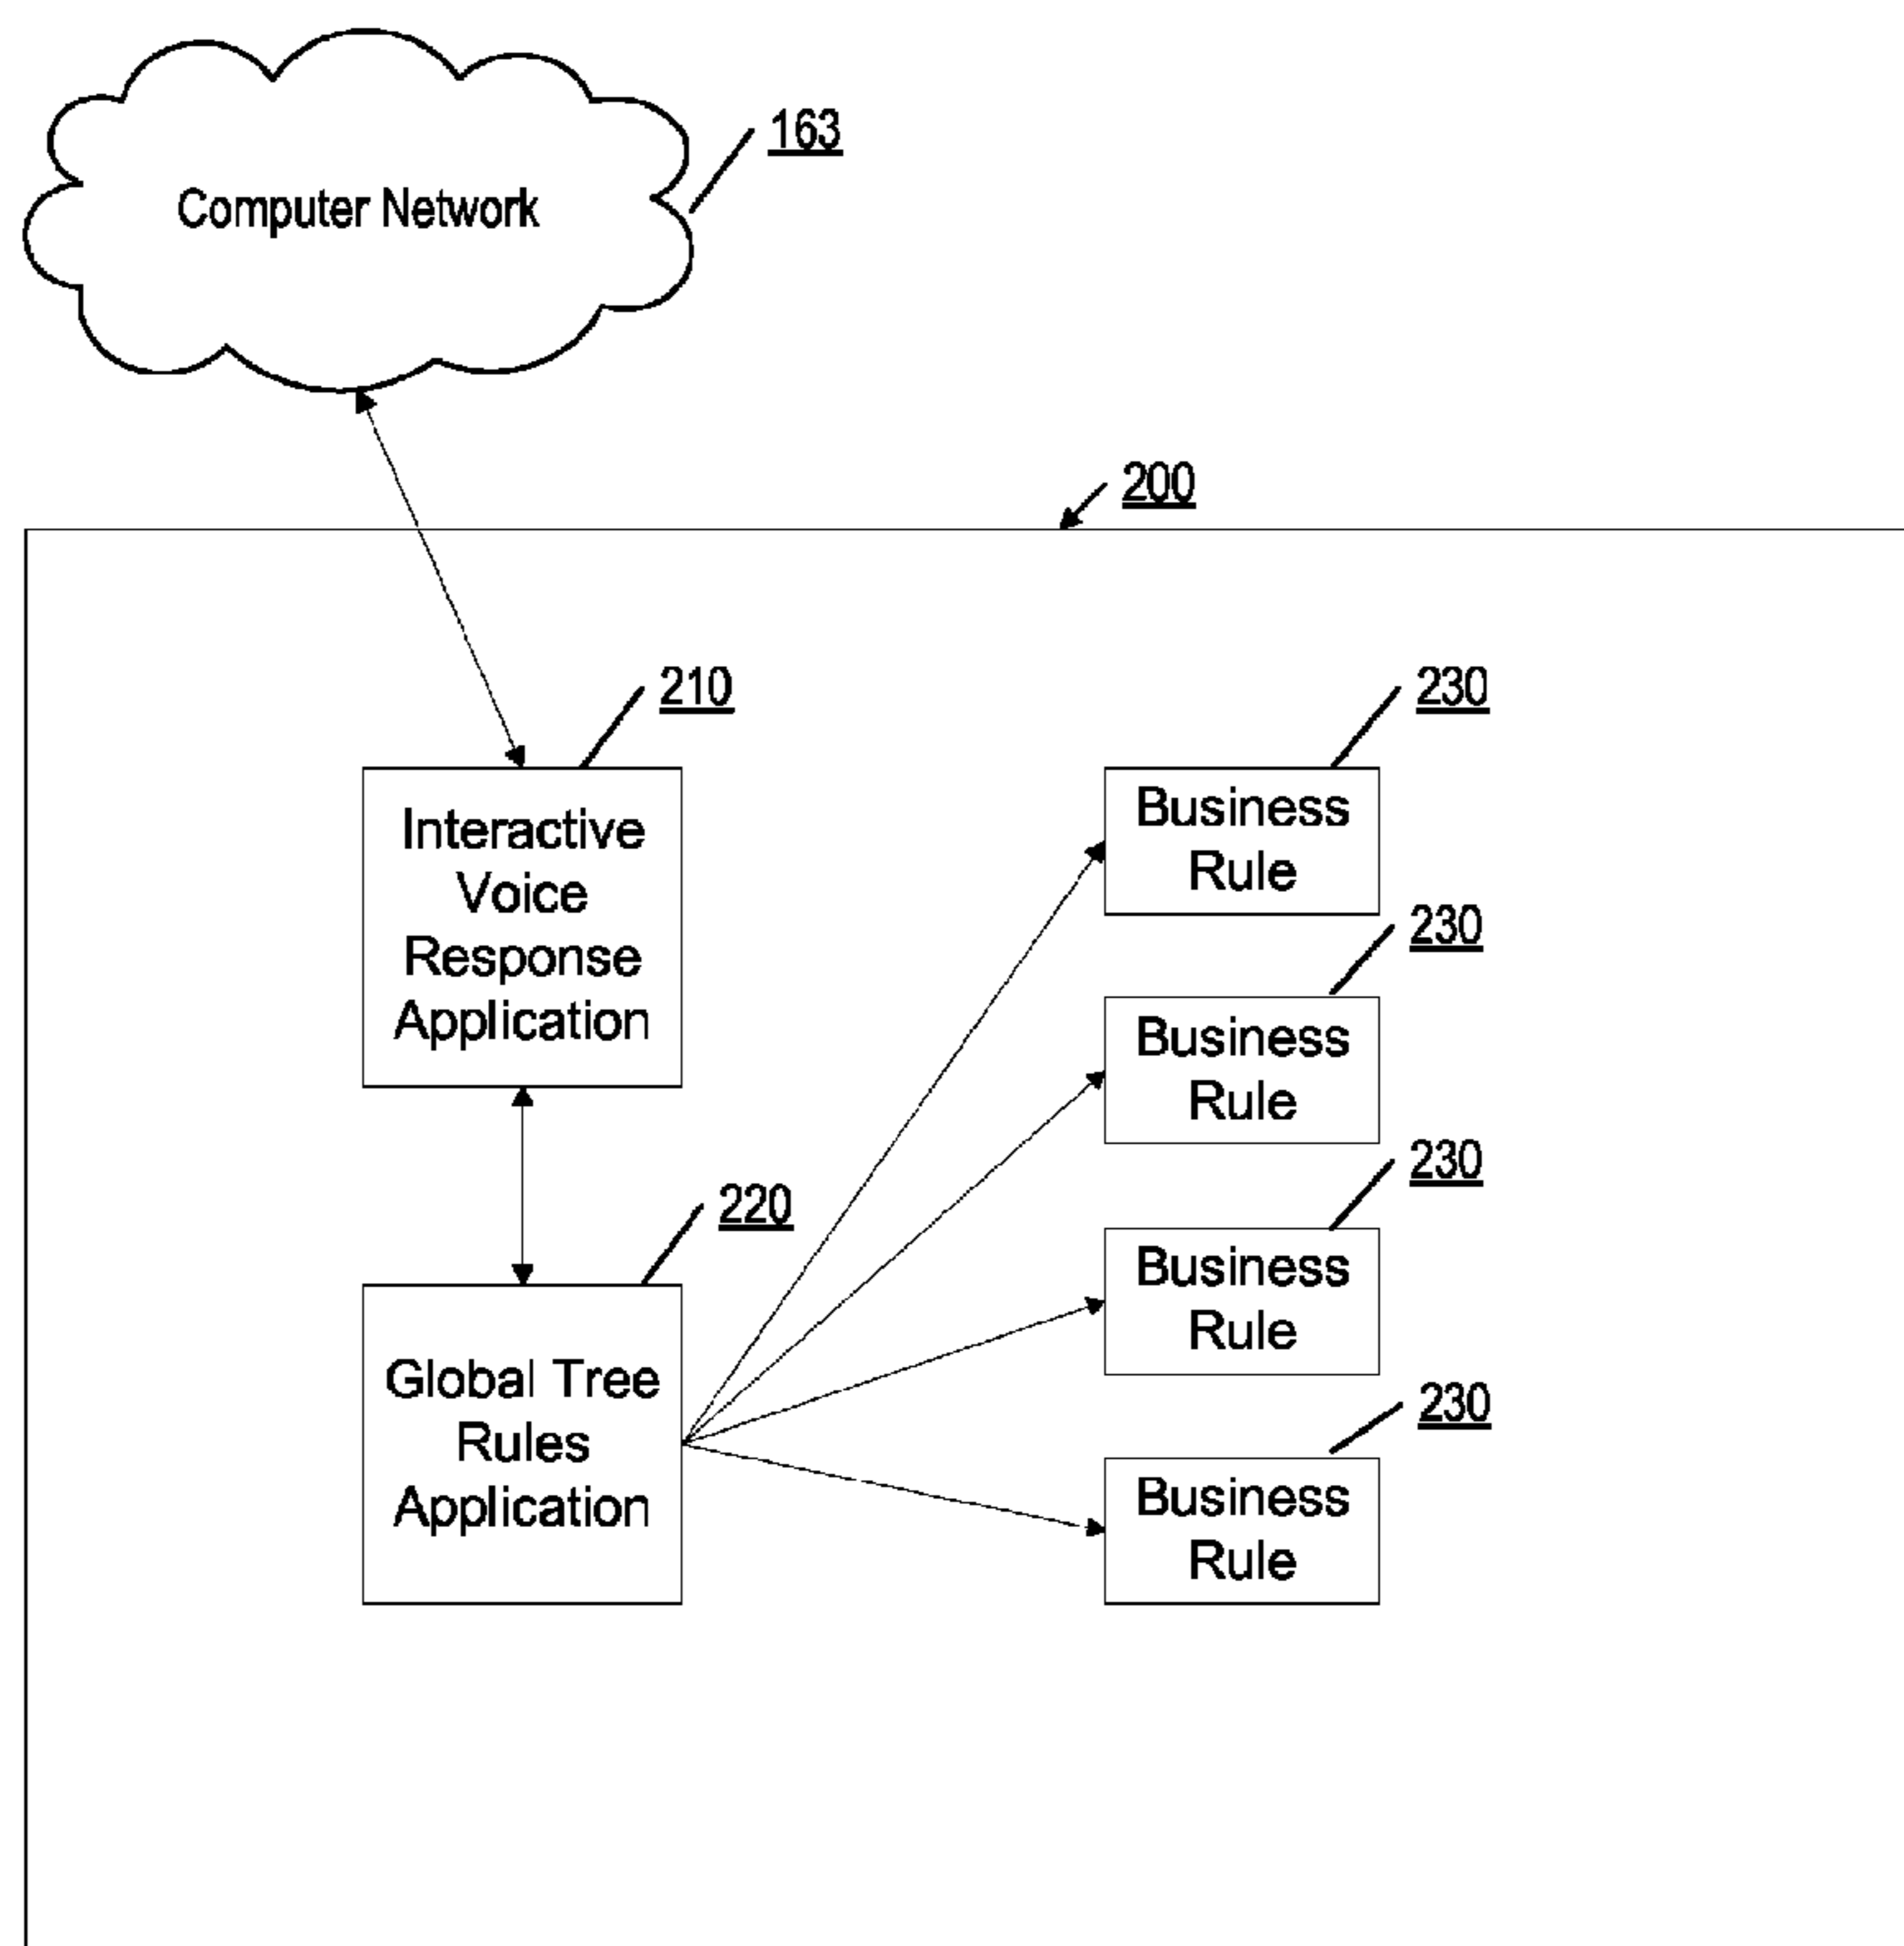 163
Computer Network
200
210
Interactive
Voice
Response
Application
220
Global Tree
Rules
Application
230
Business
Rule
230
Business
Rule
230
Business
Rule
230
Business
Rule